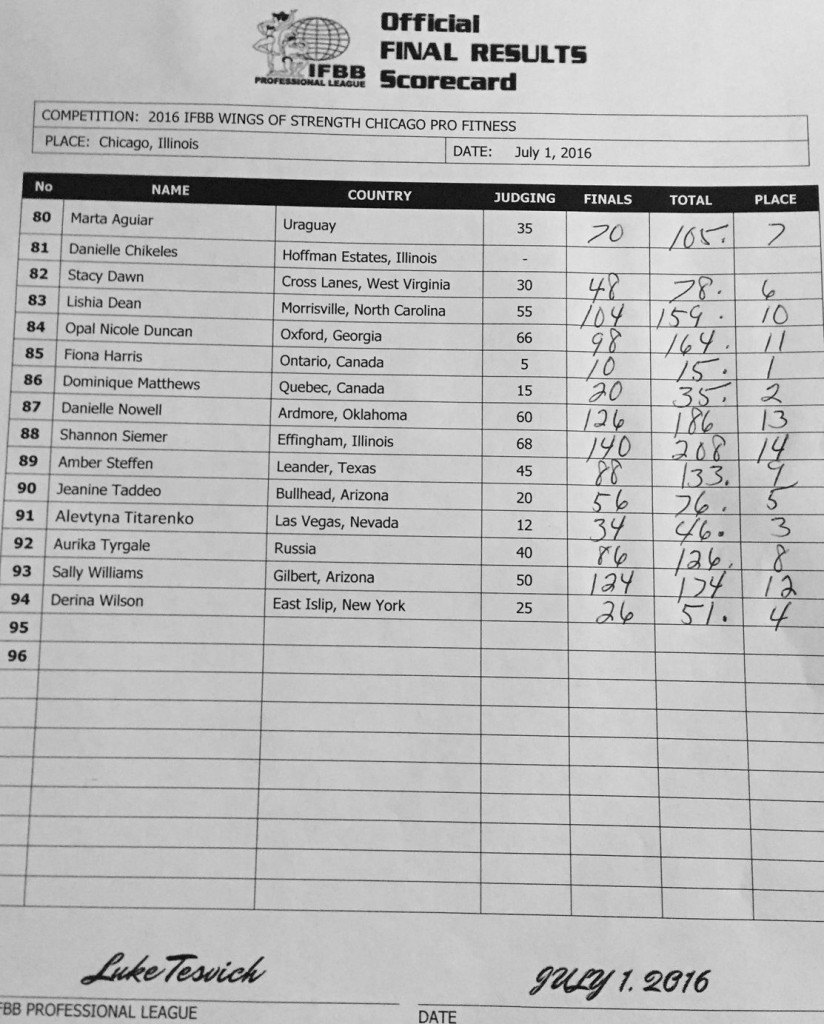 Official
FINAL RESULTS
Scorecard
IFBB
PROFESSIONAL LEAGUE
COMPETITION: 2016 IFBB WINGS OF STRENGTH CHICAGO PRO FITNESS
PLACE: Chicago, Illinois DATE: July 1, 2016
No NAME COUNTRY JUDGING FINALS TOTAL PLACE
80 Marta Aguiar Uraguay 35 70 105. 7
81 Danielle Chikeles Hoffman Estates, Illinois -
82 Stacy Dawn Cross Lanes, West Virginia 30 48 78. 6
83 Lishia Dean Morrisville, North Carolina 55 104 159. 10
84 Opal Nicole Duncan Oxford, Georgia 66 98 164. 11
85 Fiona Harris Ontario, Canada 5 10 15. 1
86 Dominique Matthews Quebec, Canada 15 20 35. 2
87 Danielle Nowell Ardmore, Oklahoma 60 126 186 13
88 Shannon Siemer Effingham, Illinois 68 140 208 14
89 Amber Steffen Leander, Texas 45 88 133. 9
90 Jeanine Taddeo Bullhead, Arizona 20 56 76. 5
91 Alevtyna Titarenko Las Vegas, Nevada 12 34 46. 3
92 Aurika Tyrgale Russia 40 86 126. 8
93 Sally Williams Gilbert, Arizona 50 124 174 12
94 Derina Wilson East Islip, New York 25 26 51. 4
95
96
Luke Tesvich JULY 1. 2016
FBB PROFESSIONAL LEAGUE DATE